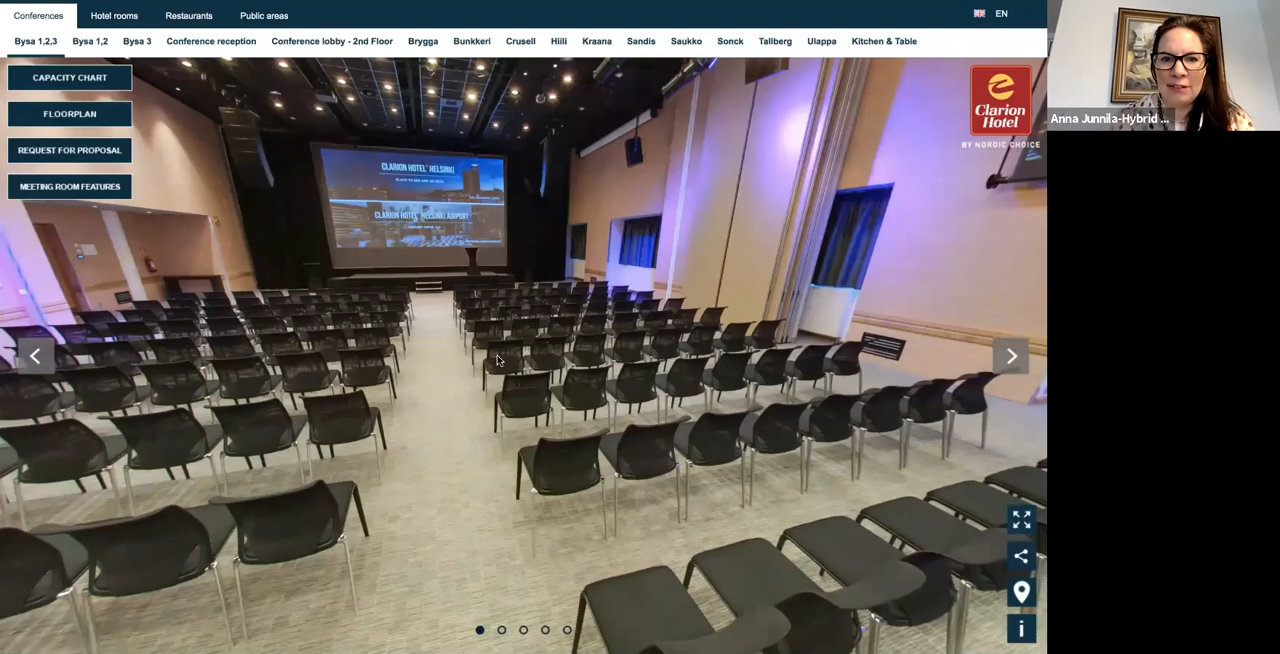 Conferences Hotel rooms Restaurants Public areas EN
Bysa 1,2,3 Bysa 1,2 Bysa 3 Conference reception Conference lobby - 2nd Floor Brygga Bunkkeri Crusell Hiili Kraana Sandis Saukko Sonck Tallberg Ulappa Kitchen & Table
CAPACITY CHART
FLOORPLAN
REQUEST FOR PROPOSAL
MEETING ROOM FEATURES
CLARION HOTEL® HELSINKI
CLARION HOTEL® HELSINKI AIRPORT
Clarion
Hotel
BY NORDIC CHOICE
Anna Junnila-Hybrid ...